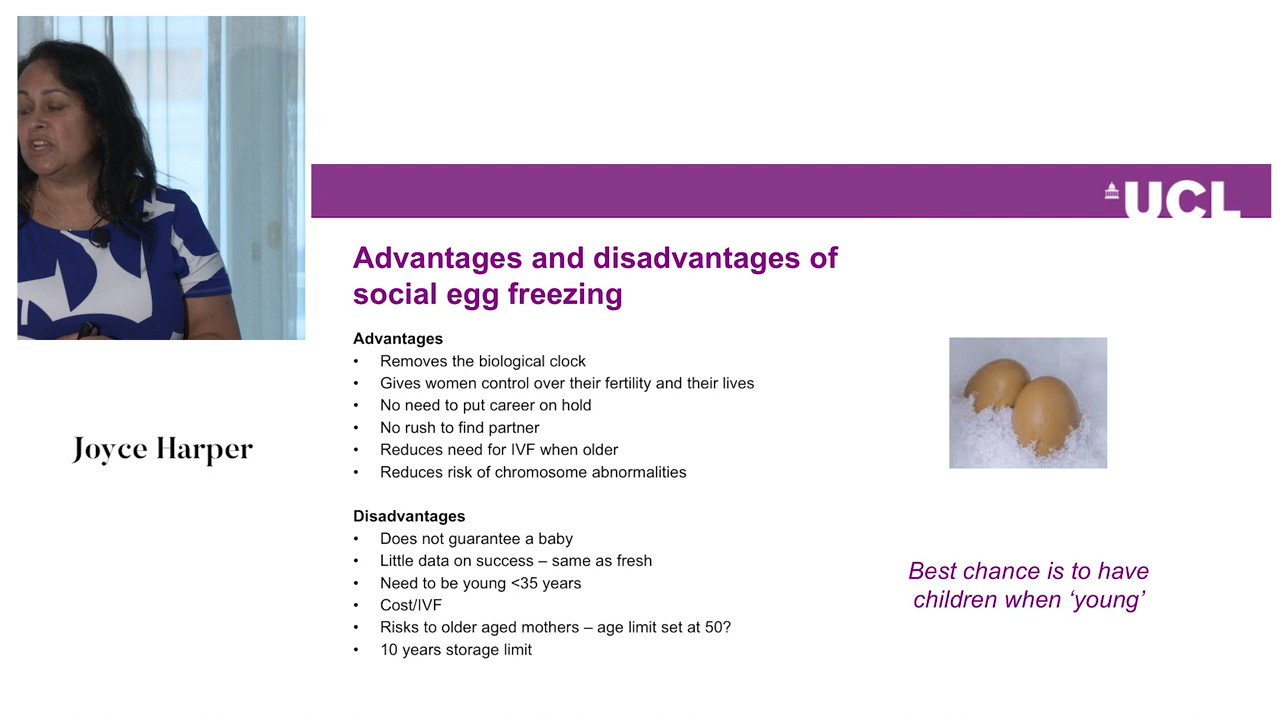 UCL
Advantages and disadvantages of
social egg freezing
Advantages
• Removes the biological clock
• Gives women control over their fertility and their lives
• No need to put career on hold
• No rush to find partner
• Reduces need for IVF when older
• Reduces risk of chromosome abnormalities
Disadvantages
• Does not guarantee a baby
• Little data on success – same as fresh
• Need to be young <35 years
• Cost/IVF
• Risks to older aged mothers – age limit set at 50?
• 10 years storage limit
Best chance is to have
children when ‘young’
Joyce Harper